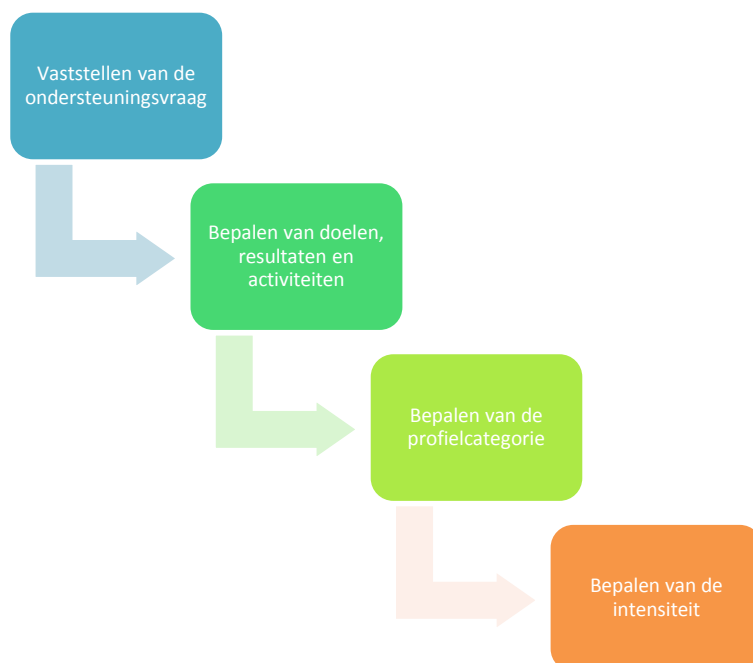 Vaststellen van de
ondersteuningsvraag
Bepalen van doelen,
resultaten en
activiteiten
Bepalen van de
profielcategorie
Bepalen van de
intensiteit